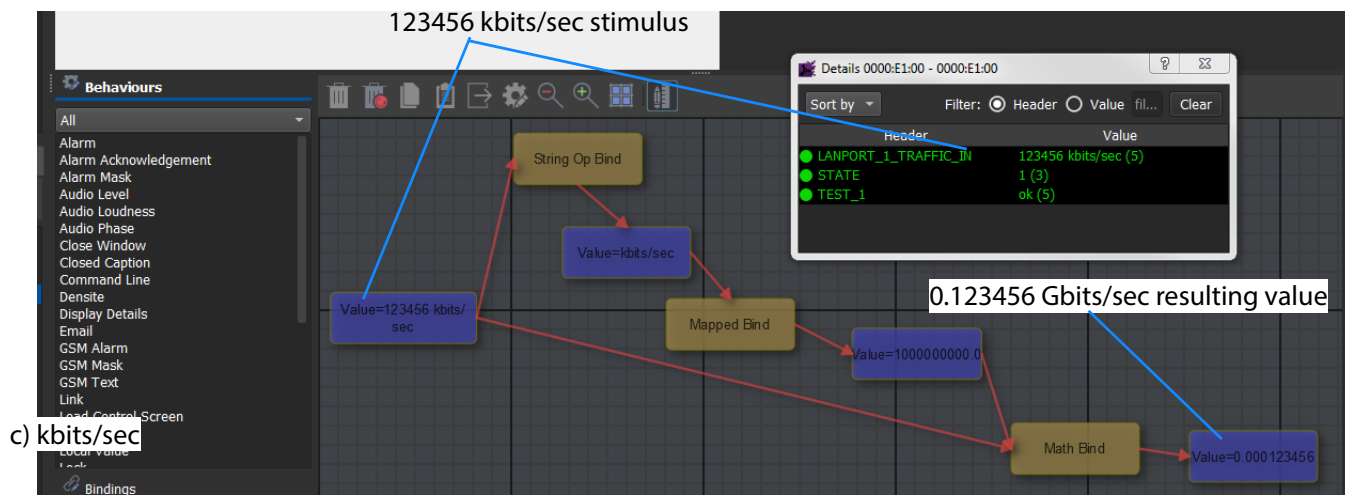 123456 kbits/sec stimulus
Behaviours
All
Alarm
Alarm Acknowledgement
Alarm Mask
Audio Level
Audio Loudness
Audio Phase
Close Window
Closed Caption
Command Line
Densite
Display Details
Email
GSM Alarm
GSM Mask
GSM Text
Link
Load Control Screen
c) kbits/sec
Local Value
Lock
Bindings
String Op Bind
Value=kbits/sec
Value=123456 kbits/
sec
Mapped Bind
Value=1000000000.0
Math Bind
Value=0.000123456
Details 0000:E1:00 - 0000:E1:00
Sort by Filter: Header Value fil... Clear
Header Value
LANPORT_1_TRAFFIC_IN 123456 kbits/sec (5)
STATE 1 (3)
TEST_1 ok (5)
0.123456 Gbits/sec resulting value